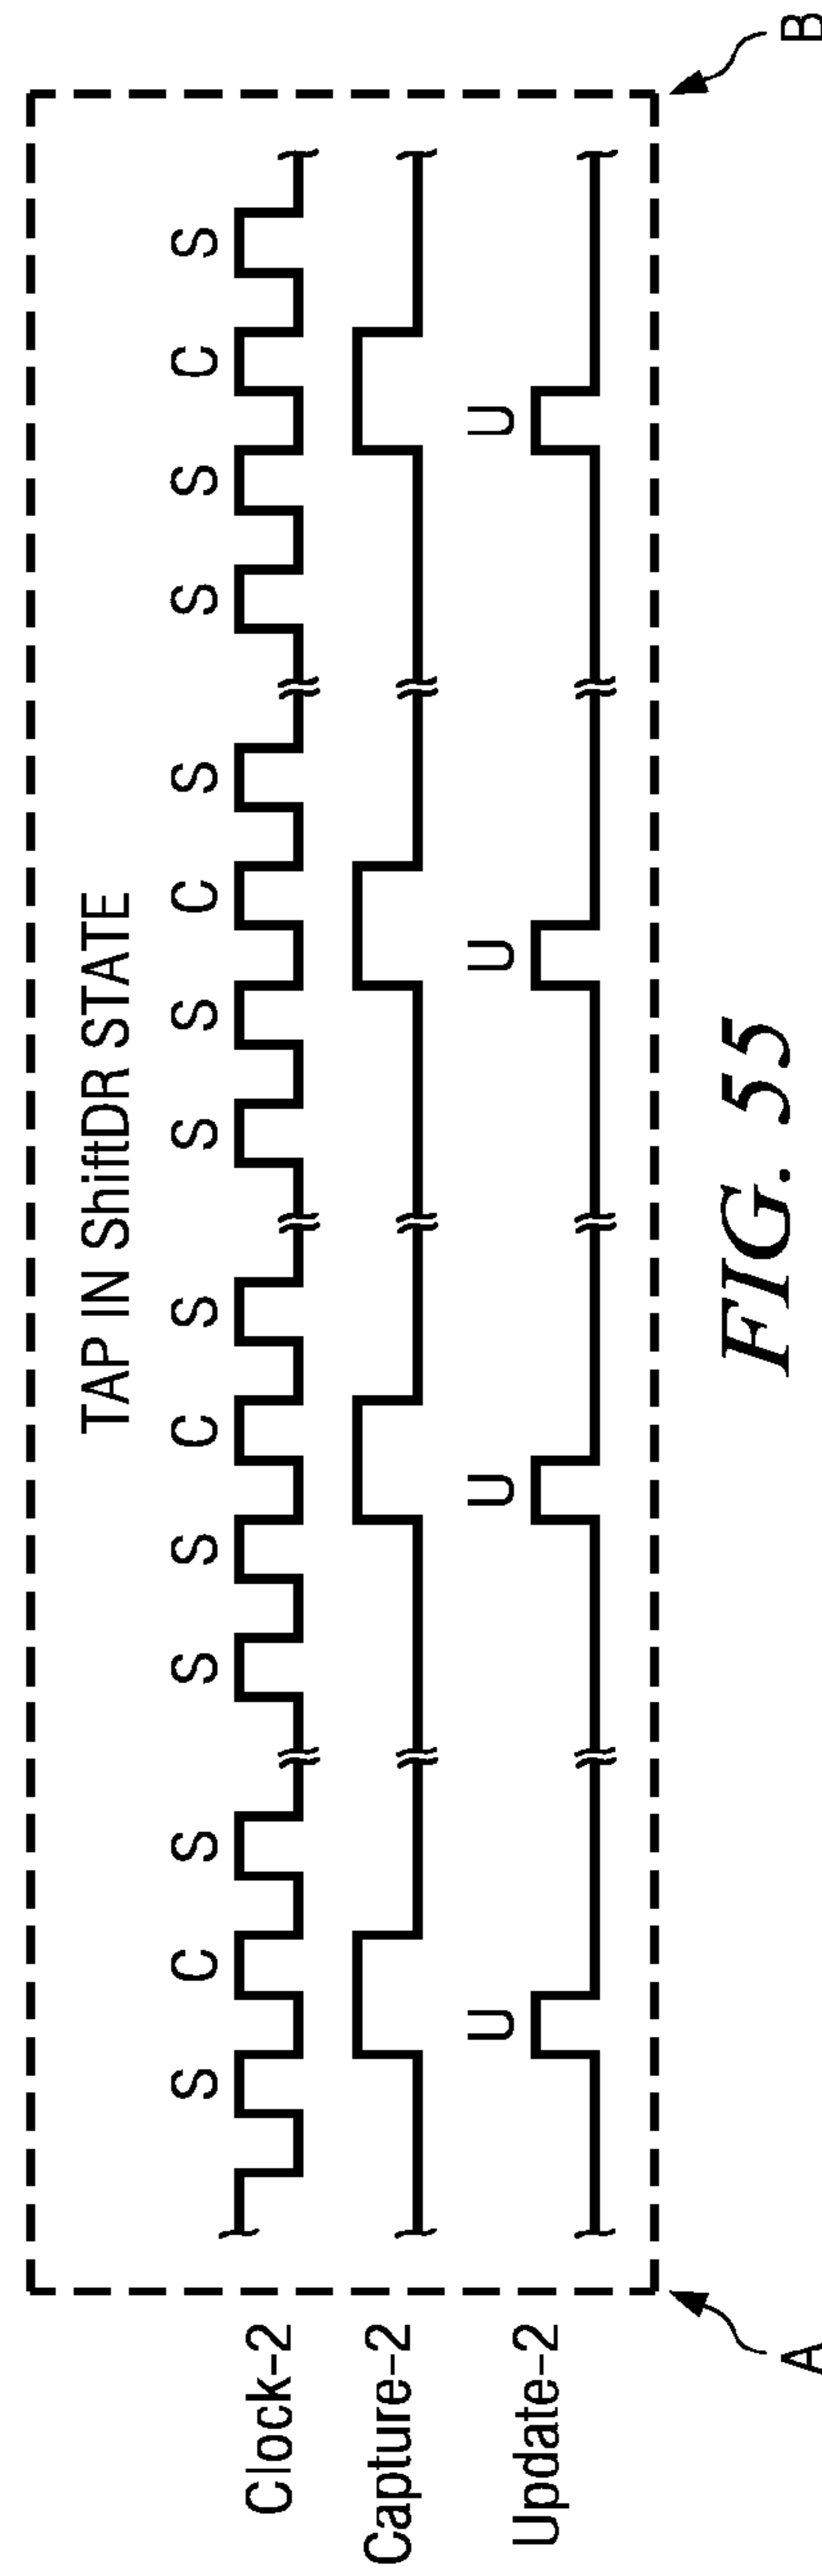 TAP IN ShiftDR STATE
S C S S S C S S S C S S S C S
Clock-2
Capture-2
U U U U
Update-2
A B
FIG. 55